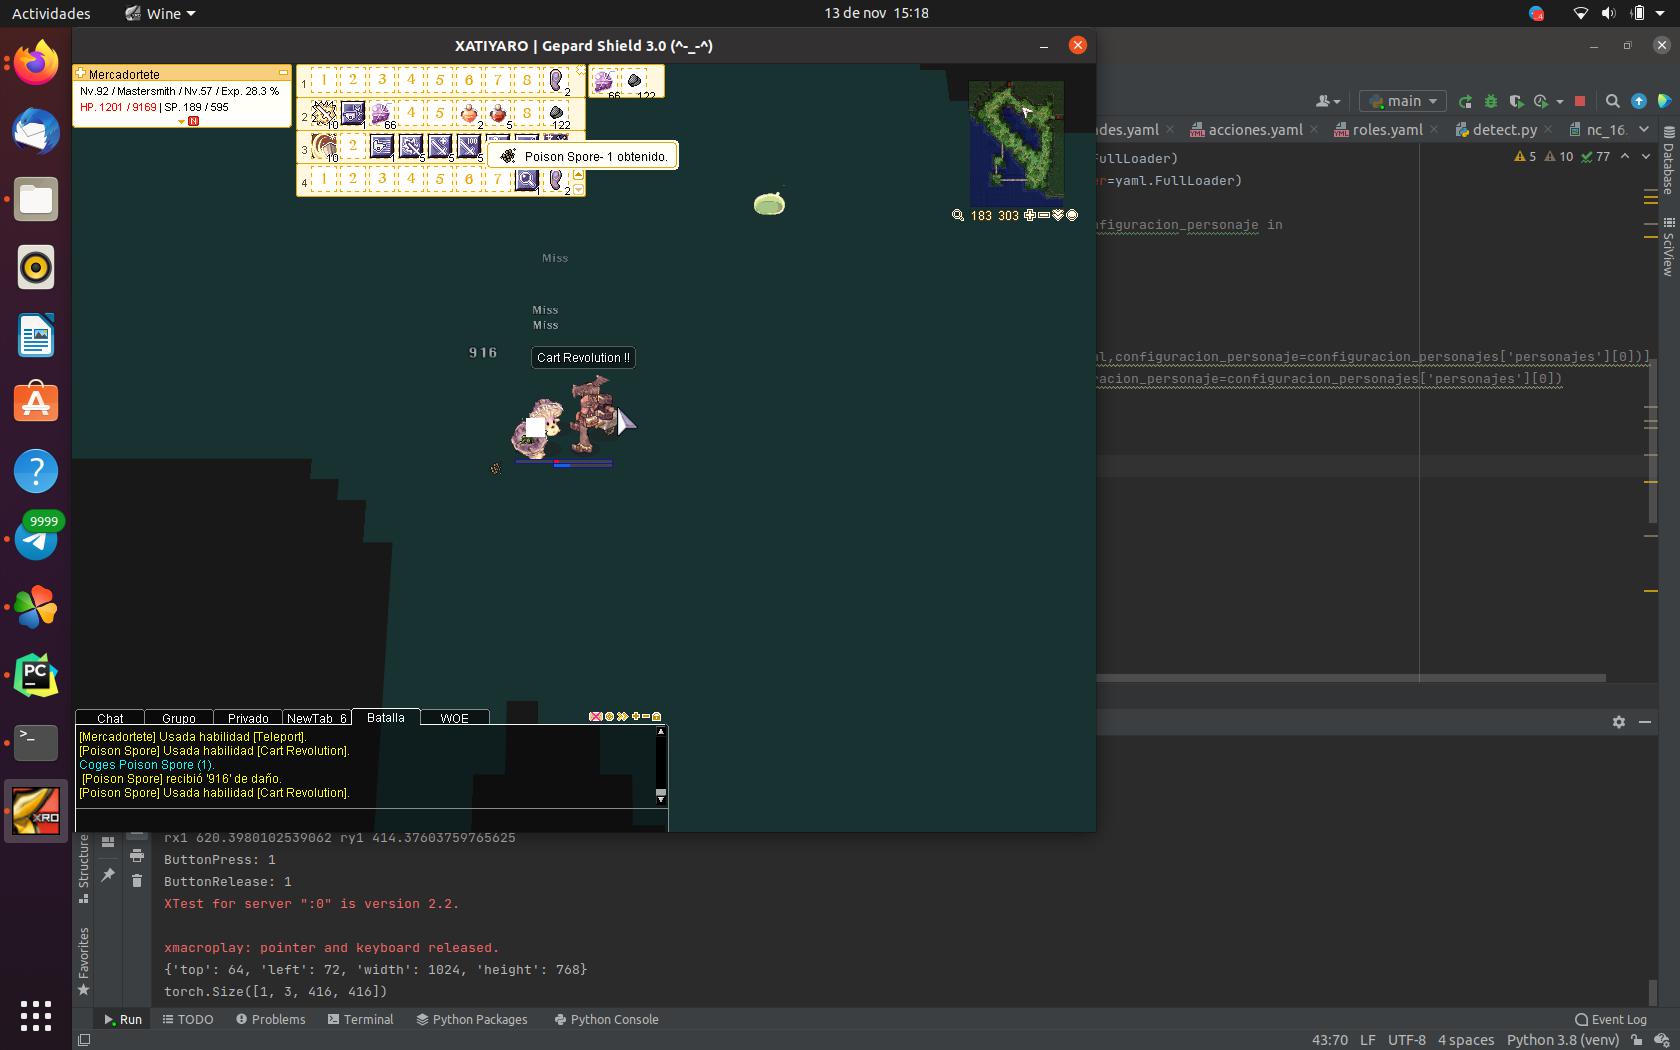 Actividades
Wine
13 de nov 15:18
XATIYARO | Gepard Shield 3.0 (^-_-^)
Mercadortete
Nv.92 / Mastersmith / Nv.57 / Exp. 28.3 %
HP. 1201 / 9169 | SP. 189 / 595
N
1 1 2 3 4 5 6 7 8 2
66 122
2 10 1 66 4 5 2 5 8 122
3 10 2 1 5 5 5
Poison Spore- 1 obtenido.
4 1 2 3 4 5 6 7 1 2
183 303
main
des.yaml
acciones.yaml
roles.yaml
detect.py
nc_16.
5 10 77
FullLoader)
r=yaml.FullLoader)
nfiguracion_personaje in
l,configuracion_personaje=configuracion_personajes['personajes'][0])]
racion_personaje=configuracion_personajes['personajes'][0])
Database
SciView
Miss
Miss
Miss
916
Cart Revolution !!
9999
PC
>_
XRO
Chat
Grupo
Privado
NewTab 6
Batalla
WOE
[Mercadortete] Usada habilidad [Teleport].
[Poison Spore] Usada habilidad [Cart Revolution].
Coges Poison Spore (1).
[Poison Spore] recibió '916' de daño.
[Poison Spore] Usada habilidad [Cart Revolution].
rx1 620.3980102539062 ry1 414.37603759765625
ButtonPress: 1
ButtonRelease: 1
XTest for server ":0" is version 2.2.
xmacroplay: pointer and keyboard released.
{'top': 64, 'left': 72, 'width': 1024, 'height': 768}
torch.Size([1, 3, 416, 416])
Structure
Favorites
Run
TODO
Problems
Terminal
Python Packages
Python Console
Event Log
43:70 LF UTF-8 4 spaces Python 3.8 (venv)